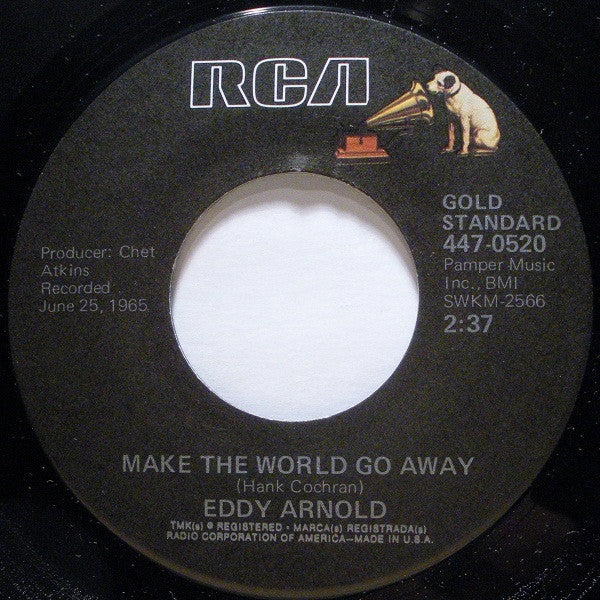 RCA
GOLD
STANDARD
447-0520
Pamper Music
Inc., BMI
SWKM-2566
2:37
Producer: Chet
Atkins
Recorded
June 25, 1965
MAKE THE WORLD GO AWAY
(Hank Cochran)
EDDY ARNOLD
TMK(s) ® REGISTERED • MARCA(s) REGISTRADA(s)
RADIO CORPORATION OF AMERICA—MADE IN U.S.A.